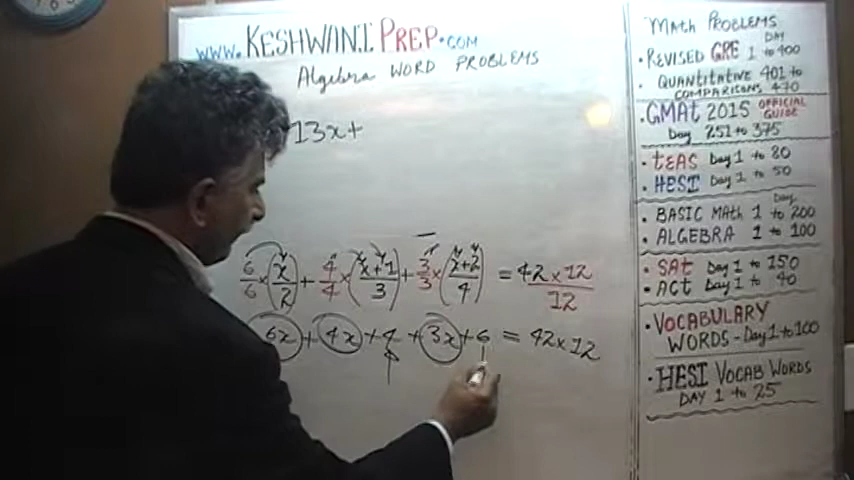 www.KESHWANI PREP.COM
Algebra WORD PROBLEMS
13x+
6/6 × (x/2) + 4/4 × (x+1/3) + 3/3 × (x+2/4) = 42x12/12
6x + 4x + 4 + 3x + 6 = 42x12
MATH PROBLEMS
DAY
• REVISED GRE 1 to 400
• QUANTITATIVE 401 to
COMPARISONS 470
• GMAT 2015 OFFICIAL GUIDE
Day 251 to 375
• TEAS Day 1 to 80
• HESI Day 1 to 50
Day
• BASIC MATH 1 to 200
• ALGEBRA 1 to 100
• SAT Day 1 to 150
• ACT Day 1 to 40
• VOCABULARY
WORDS - Day 1 to 100
• HESI VOCAB WORDS
DAY 1 to 25